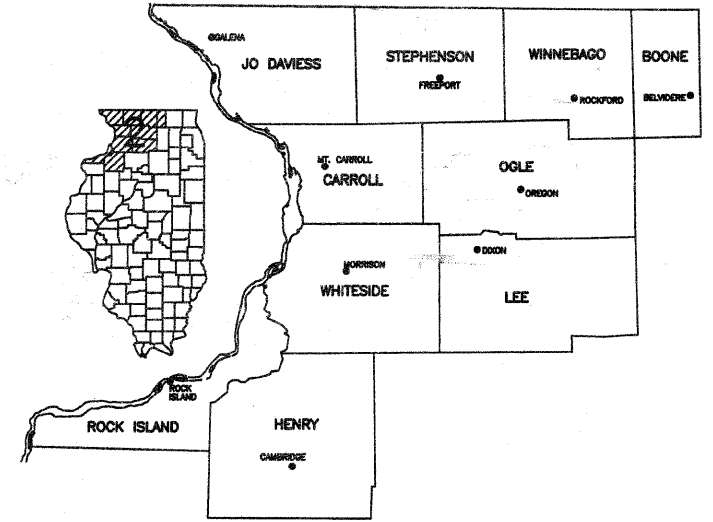 GALENA
JO DAVIESS
STEPHENSON
FREEPORT
WINNEBAGO
ROCKFORD
BOONE
BELVIDERE
2
MT. CARROLL
CARROLL
OGLE
OREGON
MORRISON
WHITESIDE
DIXON
LEE
ROCK
ISLAND
ROCK ISLAND
HENRY
CAMBRIDGE